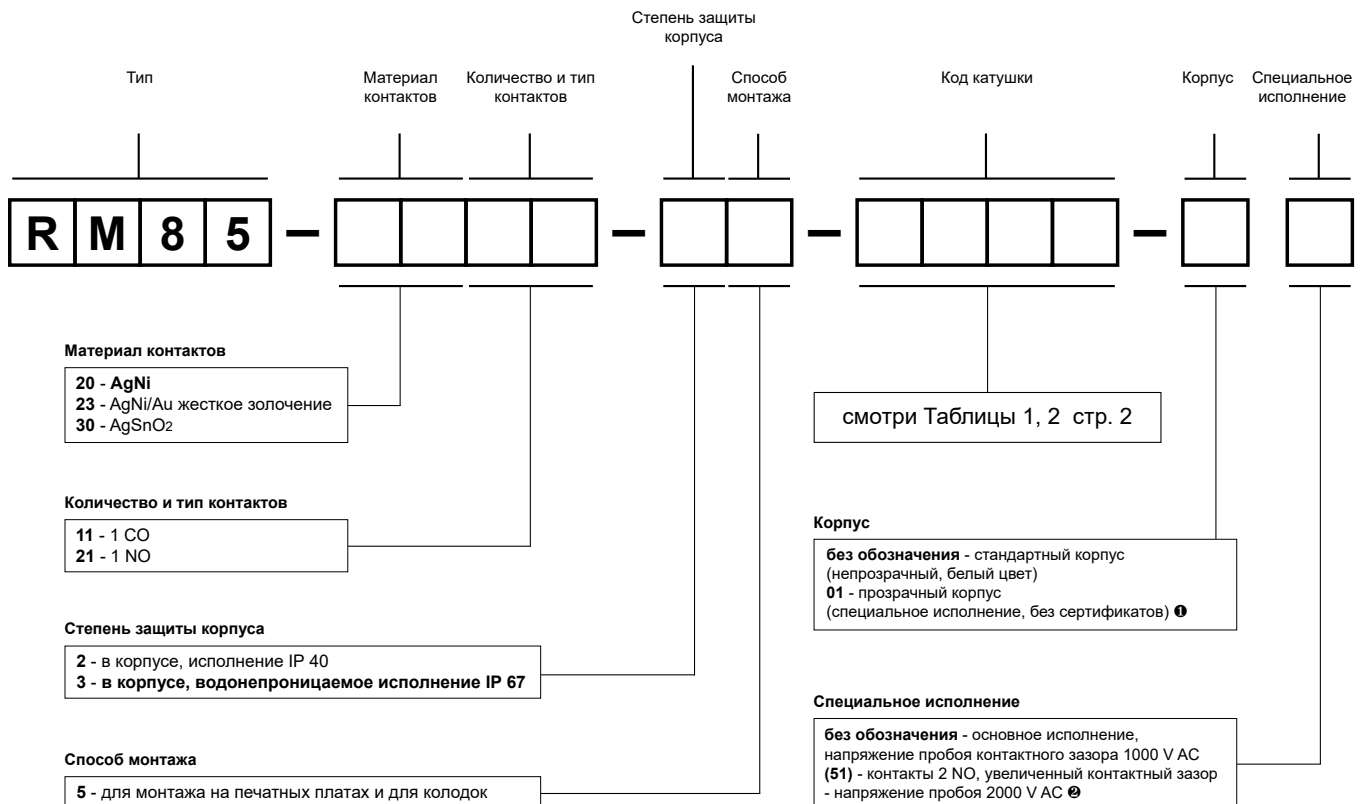 Степень защиты
корпуса
Тип
Материал
контактов
Количество и тип
контактов
Способ
монтажа
Код катушки
Корпус
Специальное
исполнение
R M 8 5 – – – –
Материал контактов
20 - AgNi
23 - AgNi/Au жесткое золочение
30 - AgSnO2
Количество и тип контактов
11 - 1 CO
21 - 1 NO
Степень защиты корпуса
2 - в корпусе, исполнение IP 40
3 - в корпусе, водонепроницаемое исполнение IP 67
Способ монтажа
5 - для монтажа на печатных платах и для колодок
смотри Таблицы 1, 2 стр. 2
Корпус
без обозначения - стандартный корпус
(непрозрачный, белый цвет)
01 - прозрачный корпус
(специальное исполнение, без сертификатов) ❶
Специальное исполнение
без обозначения - основное исполнение,
напряжение пробоя контактного зазора 1000 V AC
(51) - контакты 2 NO, увеличенный контактный зазор
- напряжение пробоя 2000 V AC ❷